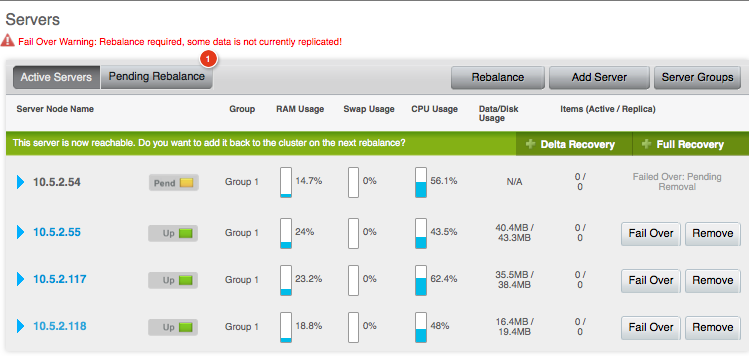 Servers
Fail Over Warning: Rebalance required, some data is not currently replicated!
1
Active Servers Pending Rebalance Rebalance Add Server Server Groups
Server Node Name Group RAM Usage Swap Usage CPU Usage Data/Disk Usage Items (Active / Replica)
This server is now reachable. Do you want to add it back to the cluster on the next rebalance? + Delta Recovery + Full Recovery
10.5.2.54 Pend Group 1 14.7% 0% 56.1% N/A 0 / 0 Failed Over: Pending Removal
10.5.2.55 Up Group 1 24% 0% 43.5% 40.4MB / 43.3MB 0 / 0 Fail Over Remove
10.5.2.117 Up Group 1 23.2% 0% 62.4% 35.5MB / 38.4MB 0 / 0 Fail Over Remove
10.5.2.118 Up Group 1 18.8% 0% 48% 16.4MB / 19.4MB 0 / 0 Fail Over Remove